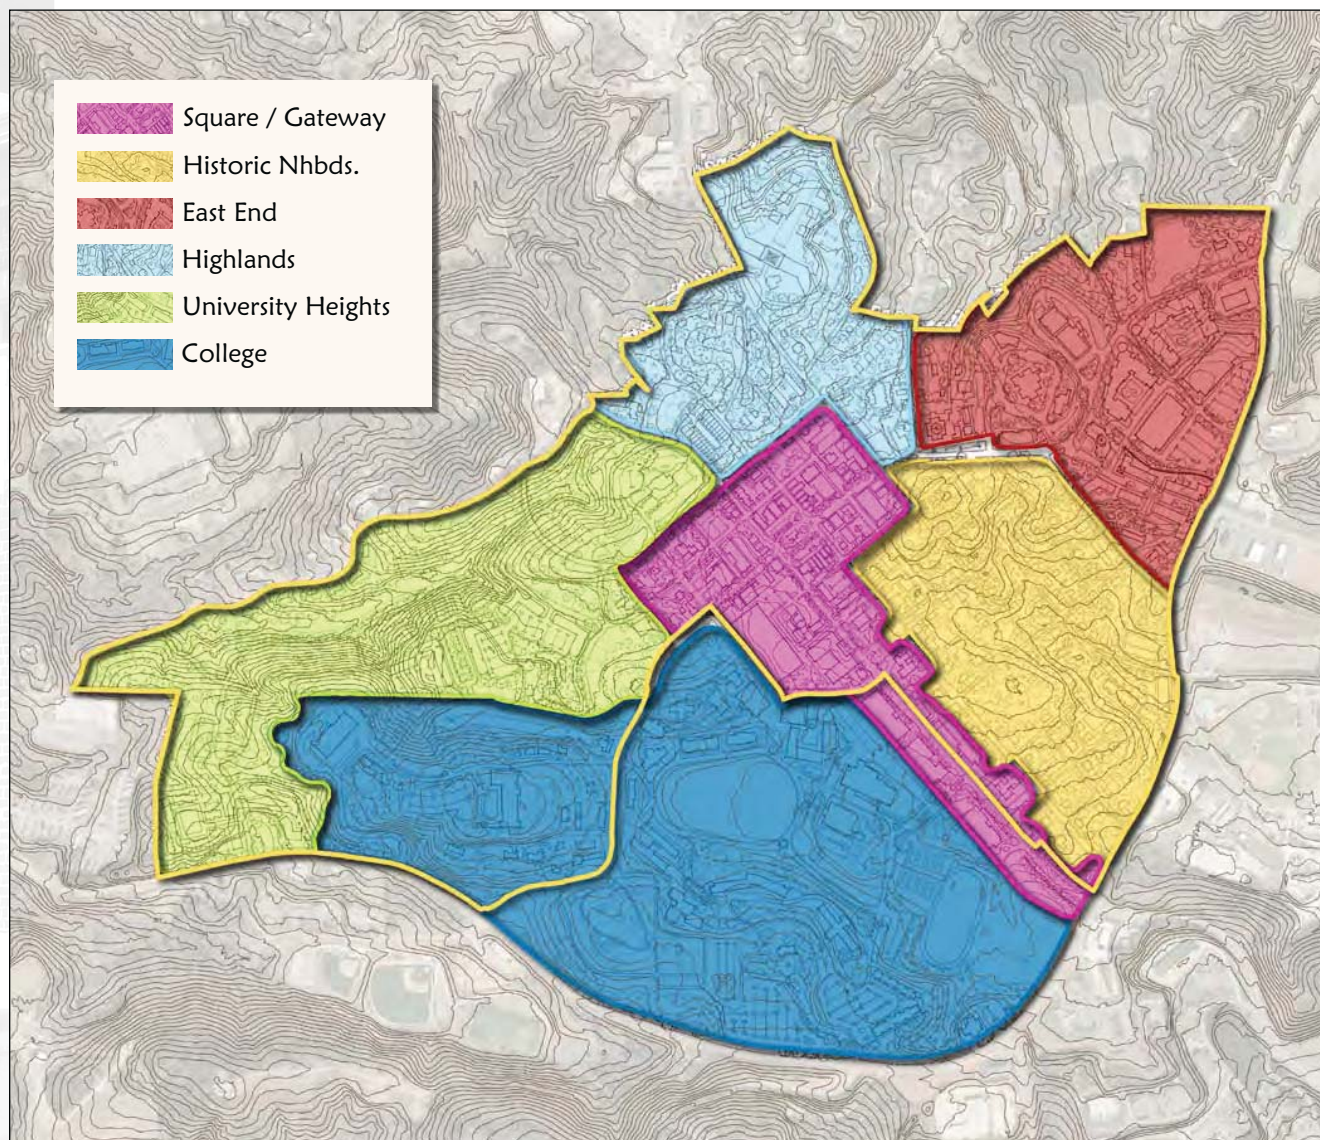 Square / Gateway
Historic Nhbds.
East End
Highlands
University Heights
College